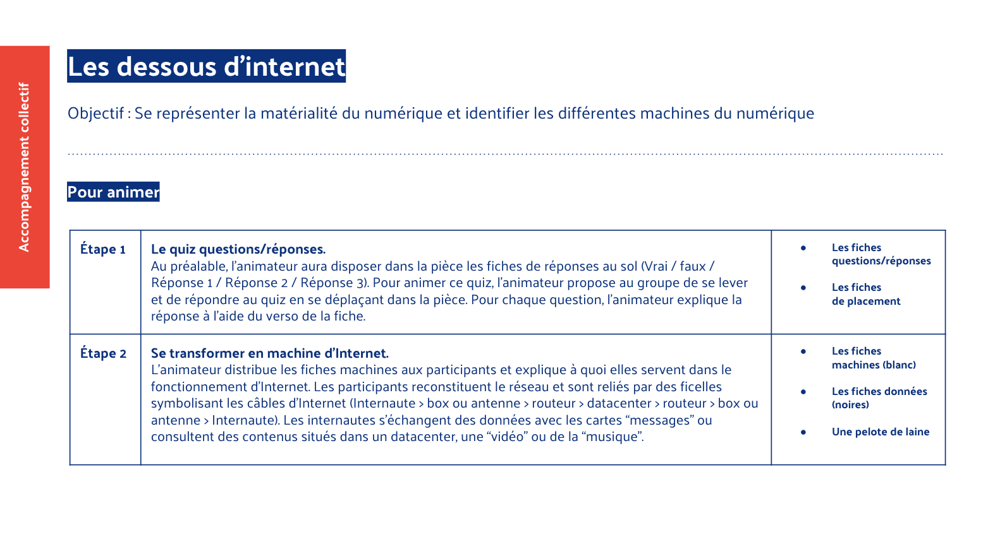 Accompagnement collectif
Les dessous d’internet
Objectif : Se représenter la matérialité du numérique et identifier les différentes machines du numérique
Pour animer
Étape 1
Le quiz questions/réponses.
Au préalable, l’animateur aura disposer dans la pièce les fiches de réponses au sol (Vrai / faux /
Réponse 1 / Réponse 2 / Réponse 3). Pour animer ce quiz, l’animateur propose au groupe de se lever
et de répondre au quiz en se déplaçant dans la pièce. Pour chaque question, l’animateur explique la
réponse à l’aide du verso de la fiche.
● Les fiches
questions/réponses
● Les fiches
de placement
Étape 2
Se transformer en machine d’Internet.
L’animateur distribue les fiches machines aux participants et explique à quoi elles servent dans le
fonctionnement d’Internet. Les participants reconstituent le réseau et sont reliés par des ficelles
symbolisant les câbles d’Internet (Internaute > box ou antenne > routeur > datacenter > routeur > box ou
antenne > Internaute). Les internautes s’échangent des données avec les cartes “messages” ou
consultent des contenus situés dans un datacenter, une “vidéo” ou de la “musique”.
● Les fiches
machines (blanc)
● Les fiches données
(noires)
● Une pelote de laine